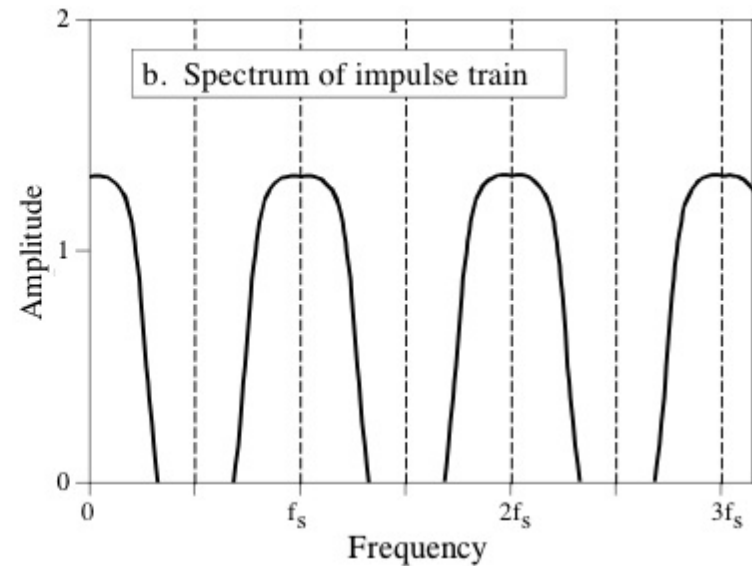 2
b. Spectrum of impulse train
Amplitude
1
0
0 fs 2fs 3fs
Frequency